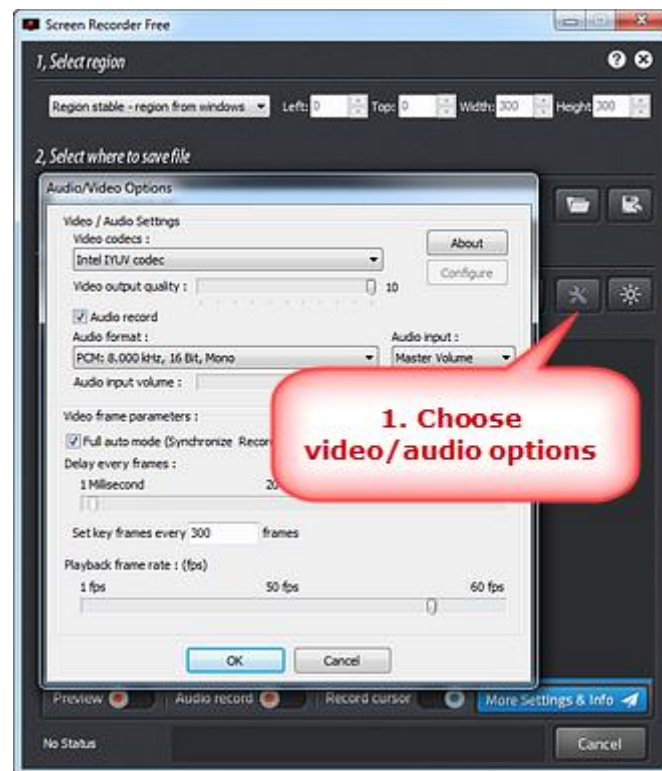 Screen Recorder Free
1, Select region
Region stable - region from windows Left: 0 Top: 0 Width: 300 Height 300
2, Select where to save file
Audio/Video Options
Video / Audio Settings
Video codecs :
Intel IYUV codec
About
Configure
Video output quality : 10
Audio record
Audio format : Audio input :
PCM: 8.000 kHz, 16 Bit, Mono Master Volume
Audio input volume :
1. Choose
video/audio options
Video frame parameters :
Full auto mode (Synchronize Recor
Delay every frames :
1 Millisecond 20
Set key frames every 300 frames
Playback frame rate : (fps)
1 fps 50 fps 60 fps
OK Cancel
Preview Audio record Record cursor More Settings & Info
No Status Cancel